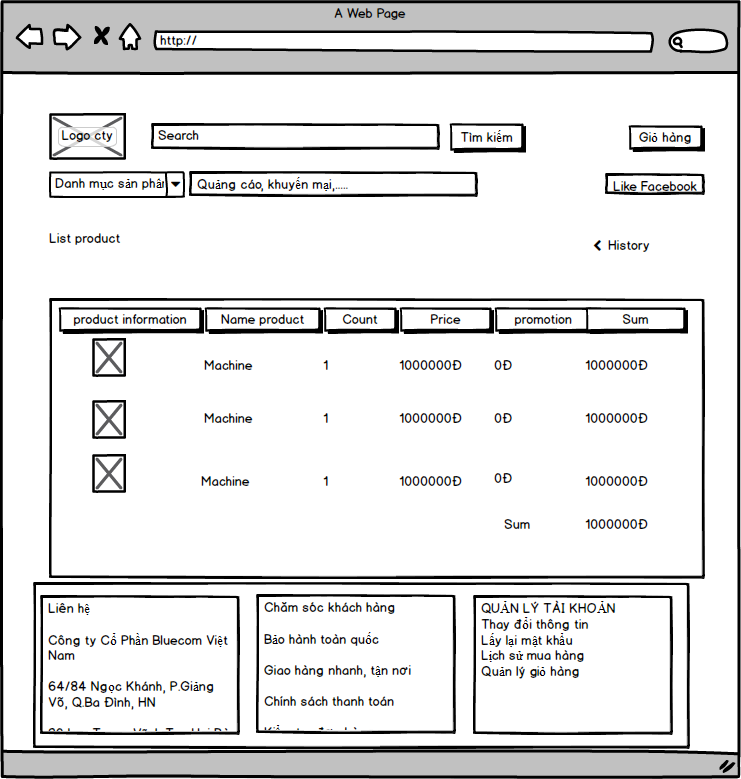 A Web Page
http://
Logo cty
Search
Tìm kiếm
Giỏ hàng
Danh mục sản phẩ
Quảng cáo, khuyến mại,.....
Like Facebook
List product
History
product information
Name product
Count
Price
promotion
Sum
Machine
1
1000000Đ
0Đ
1000000Đ
Machine
1
1000000Đ
0Đ
1000000Đ
Machine
1
1000000Đ
0Đ
1000000Đ
Sum
1000000Đ
Liên hệ
Công ty Cổ Phần Bluecom Việt
Nam
64/84 Ngọc Khánh, P.Giảng
Võ, Q.Ba Đình, HN
Chăm sóc khách hàng
Bảo hành toàn quốc
Giao hàng nhanh, tận nơi
Chính sách thanh toán
QUẢN LÝ TÀI KHOẢN
Thay đổi thông tin
Lấy lại mật khẩu
Lịch sử mua hàng
Quản lý giỏ hàng